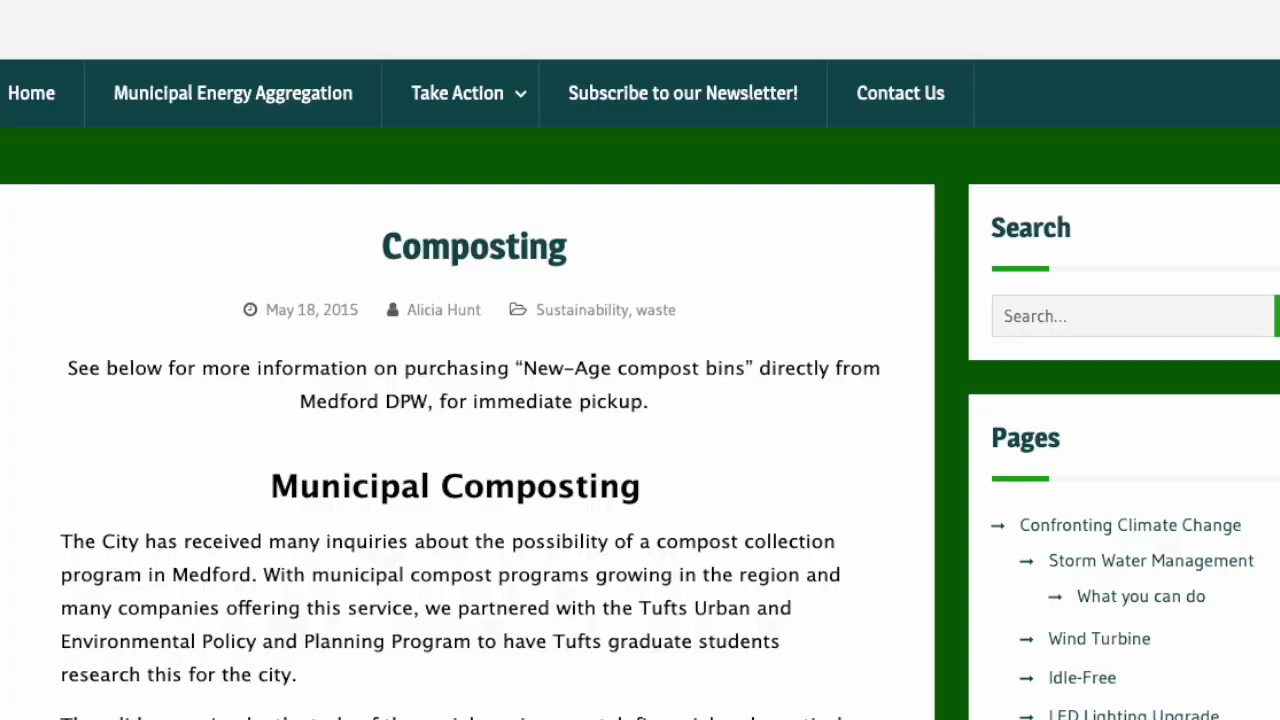 Home Municipal Energy Aggregation Take Action Subscribe to our Newsletter! Contact Us
Composting
May 18, 2015 Alicia Hunt Sustainability, waste
See below for more information on purchasing “New-Age compost bins” directly from
Medford DPW, for immediate pickup.
Municipal Composting
The City has received many inquiries about the possibility of a compost collection
program in Medford. With municipal compost programs growing in the region and
many companies offering this service, we partnered with the Tufts Urban and
Environmental Policy and Planning Program to have Tufts graduate students
research this for the city.
Search
Search...
Pages
Confronting Climate Change
Storm Water Management
What you can do
Wind Turbine
Idle-Free
LED Lighting Upgrade